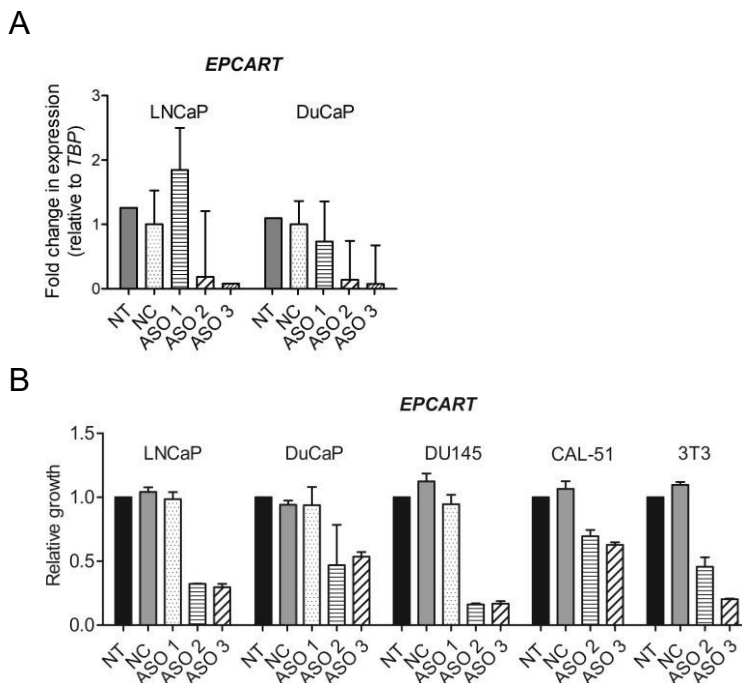 A
EPCART
LNCaP DuCaP
Fold change in expression
(relative to TBP)
3
2
1
0
NT NC ASO 1 ASO 2 ASO 3 NT NC ASO 1 ASO 2 ASO 3
B
EPCART
LNCaP DuCaP DU145 CAL-51 3T3
Relative growth
1.5
1.0
0.5
0.0
NT NC ASO 1 ASO 2 ASO 3 NT NC ASO 1 ASO 2 ASO 3 NT NC ASO 1 ASO 2 ASO 3 NT NC ASO 2 ASO 3 NT NC ASO 2 ASO 3